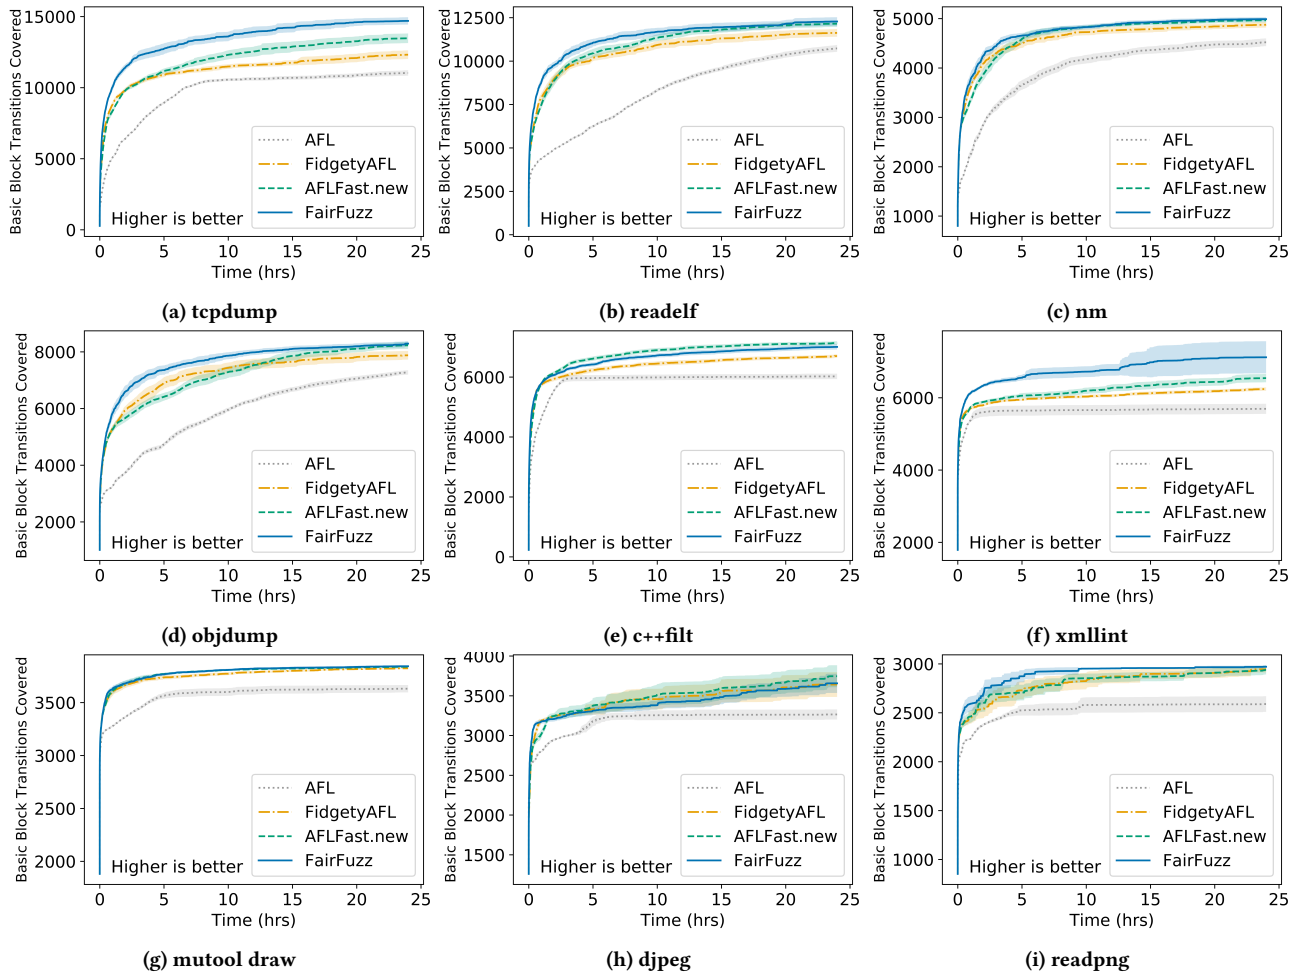 Basic Block Transitions Covered
15000
10000
5000
0
Higher is better
AFL
FidgetyAFL
AFLFast.new
FairFuzz
0 5 10 15 20 25
Time (hrs)
(a) tcpdump
Basic Block Transitions Covered
12500
10000
7500
5000
2500
0
Higher is better
AFL
FidgetyAFL
AFLFast.new
FairFuzz
0 5 10 15 20 25
Time (hrs)
(b) readelf
Basic Block Transitions Covered
5000
4000
3000
2000
1000
Higher is better
AFL
FidgetyAFL
AFLFast.new
FairFuzz
0 5 10 15 20 25
Time (hrs)
(c) nm
Basic Block Transitions Covered
8000
6000
4000
2000
Higher is better
AFL
FidgetyAFL
AFLFast.new
FairFuzz
0 5 10 15 20 25
Time (hrs)
(d) objdump
Basic Block Transitions Covered
6000
4000
2000
0
Higher is better
AFL
FidgetyAFL
AFLFast.new
FairFuzz
0 5 10 15 20 25
Time (hrs)
(e) c++filt
Basic Block Transitions Covered
6000
4000
2000
Higher is better
AFL
FidgetyAFL
AFLFast.new
FairFuzz
0 5 10 15 20 25
Time (hrs)
(f) xmllint
Basic Block Transitions Covered
3500
3000
2500
2000
Higher is better
AFL
FidgetyAFL
AFLFast.new
FairFuzz
0 5 10 15 20 25
Time (hrs)
(g) mutool draw
Basic Block Transitions Covered
4000
3500
3000
2500
2000
1500
Higher is better
AFL
FidgetyAFL
AFLFast.new
FairFuzz
0 5 10 15 20 25
Time (hrs)
(h) djpeg
Basic Block Transitions Covered
3000
2500
2000
1500
1000
Higher is better
AFL
FidgetyAFL
AFLFast.new
FairFuzz
0 5 10 15 20 25
Time (hrs)
(i) readpng